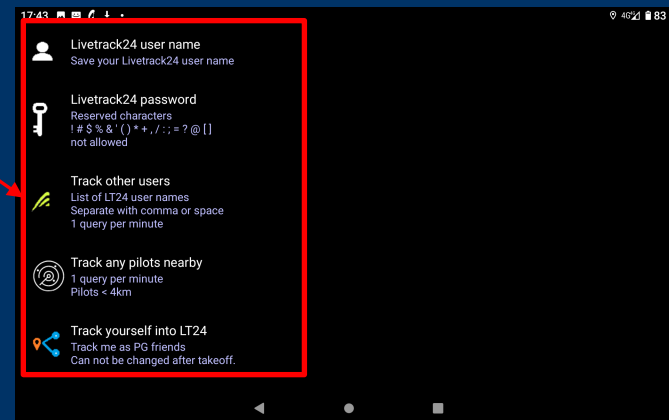 17:43
4G 83
Livetrack24 user name
Save your Livetrack24 user name
Livetrack24 password
Reserved characters
! # $ % & ' ( ) * + , / : ; = ? @ [ ]
not allowed
Track other users
List of LT24 user names
Separate with comma or space
1 query per minute
Track any pilots nearby
1 query per minute
Pilots < 4km
Track yourself into LT24
Track me as PG friends
Can not be changed after takeoff.